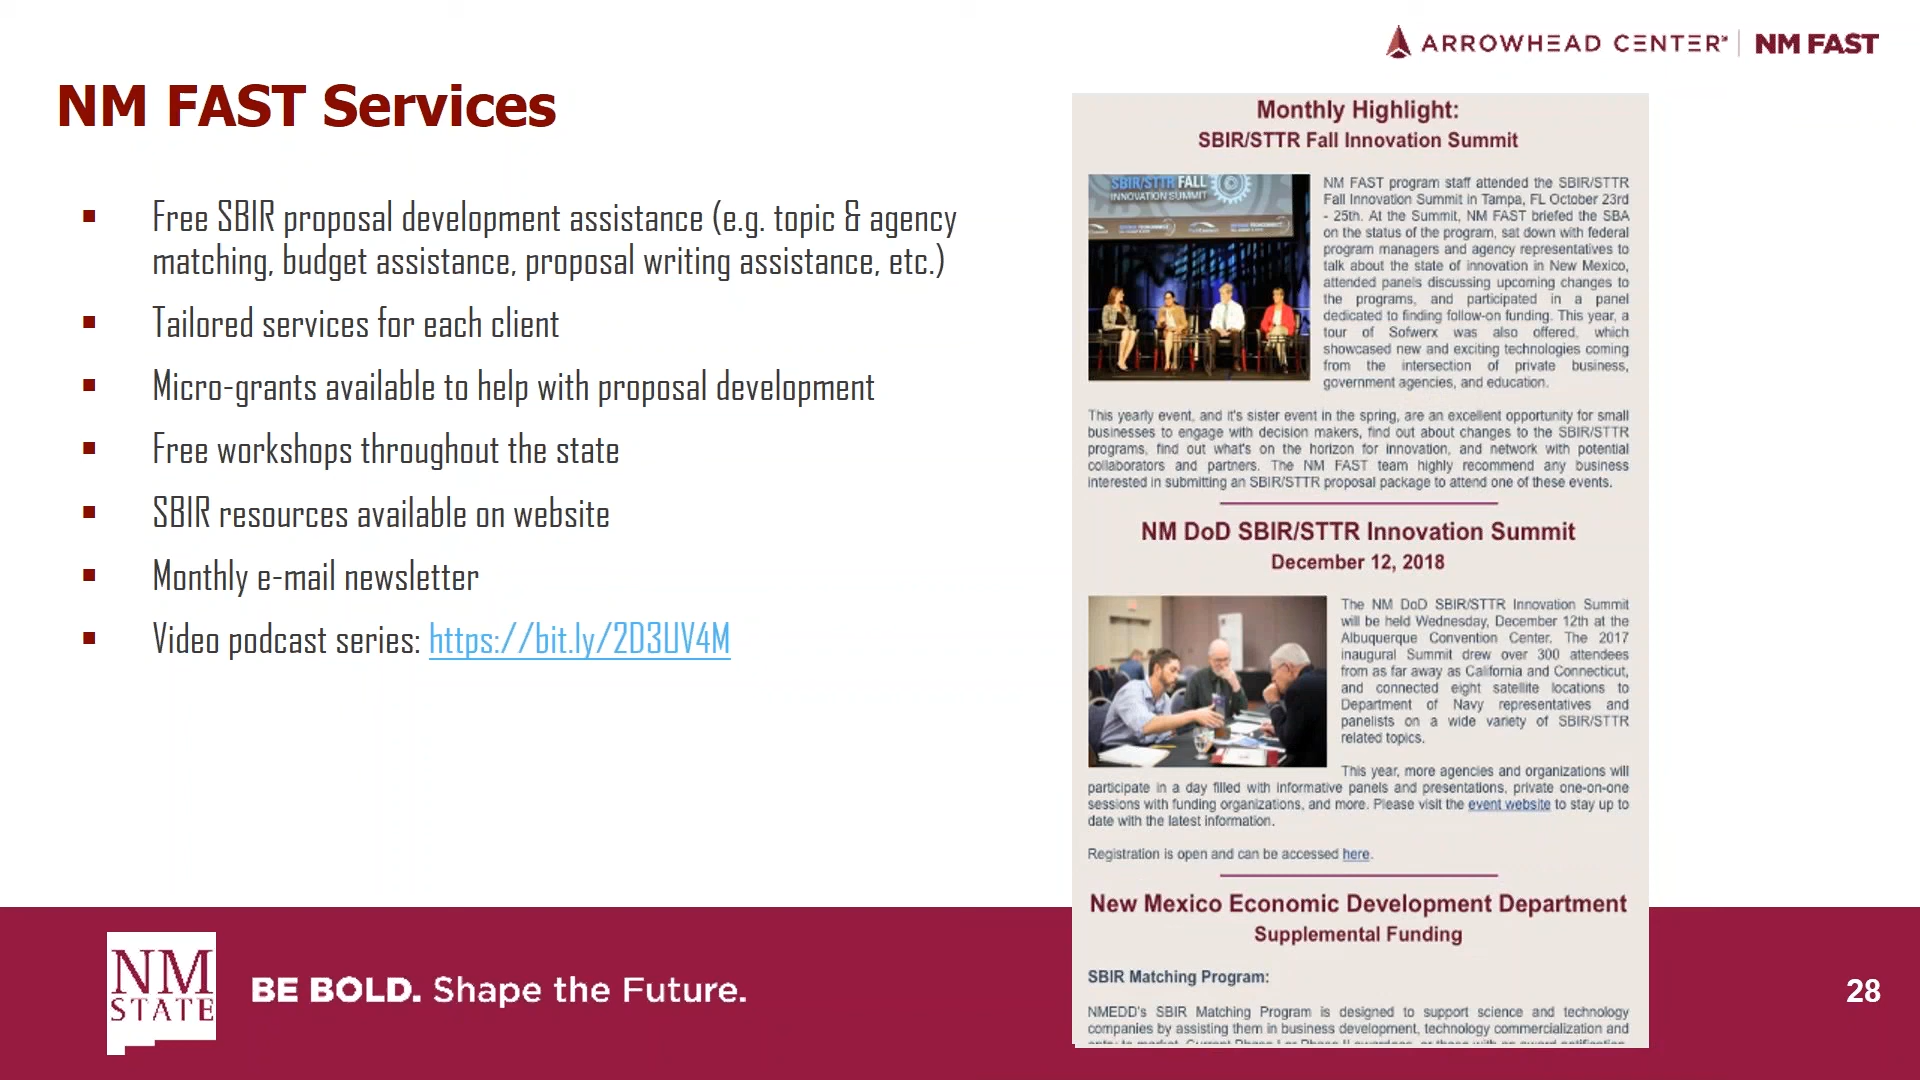 ARROWHEAD CENTER | NM FAST
NM FAST Services
Free SBIR proposal development assistance (e.g. topic & agency
matching, budget assistance, proposal writing assistance, etc.)
Tailored services for each client
Micro-grants available to help with proposal development
Free workshops throughout the state
SBIR resources available on website
Monthly e-mail newsletter
Video podcast series: https://bit.ly/2D3UV4M
Monthly Highlight:
SBIR/STTR Fall Innovation Summit
SBIR/STTR FALL
INNOVATION SUMMIT
NM FAST program staff attended the SBIR/STTR
Fall Innovation Summit in Tampa, FL October 23rd
- 25th. At the Summit, NM FAST briefed the SBA
on the status of the program, sat down with federal
program managers and agency representatives to
talk about the state of innovation in New Mexico,
attended panels discussing upcoming changes to
the programs, and participated in a panel
dedicated to finding follow-on funding. This year, a
tour of Sofwerx was also offered, which
showcased new and exciting technologies coming
from the intersection of private business,
government agencies, and education.
This yearly event, and it's sister event in the spring, are an excellent opportunity for small
businesses to engage with decision makers, find out about changes to the SBIR/STTR
programs, find out what's on the horizon for innovation, and network with potential
collaborators and partners. The NM FAST team highly recommend any business
interested in submitting an SBIR/STTR proposal package to attend one of these events.
NM DoD SBIR/STTR Innovation Summit
December 12, 2018
The NM DoD SBIR/STTR Innovation Summit
will be held Wednesday, December 12th at the
Albuquerque Convention Center. The 2017
inaugural Summit drew over 300 attendees
from as far away as California and Connecticut,
and connected eight satellite locations to
Department of Navy representatives and
panelists on a wide variety of SBIR/STTR
related topics.
This year, more agencies and organizations will
participate in a day filled with informative panels and presentations, private one-on-one
sessions with funding organizations, and more. Please visit the event website to stay up to
date with the latest information.
Registration is open and can be accessed here.
New Mexico Economic Development Department
Supplemental Funding
SBIR Matching Program:
NMEDD's SBIR Matching Program is designed to support science and technology
companies by assisting them in business development, technology commercialization and
NM
STATE
BE BOLD. Shape the Future.
28